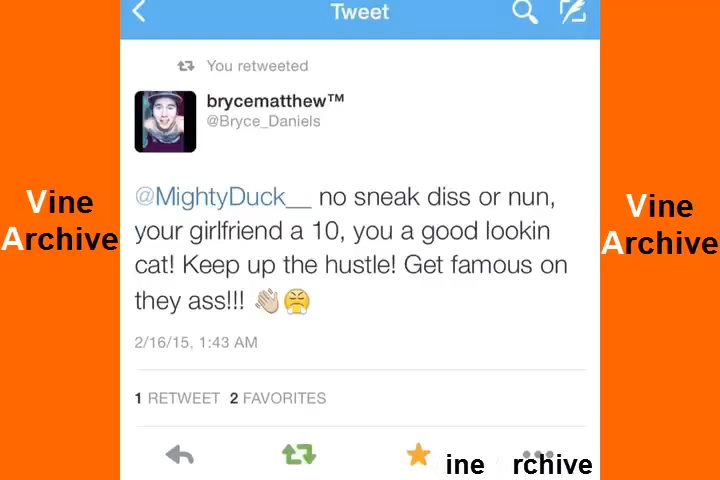 Tweet
You retweeted
brycematthew™
@Bryce_Daniels
@MightyDuck__ no sneak diss or nun,
your girlfriend a 10, you a good lookin
cat! Keep up the hustle! Get famous on
they ass!!! 👋🏼😤
2/16/15, 1:43 AM
1 RETWEET 2 FAVORITES
Vine
Archive
Vine
Archive
ine rchive